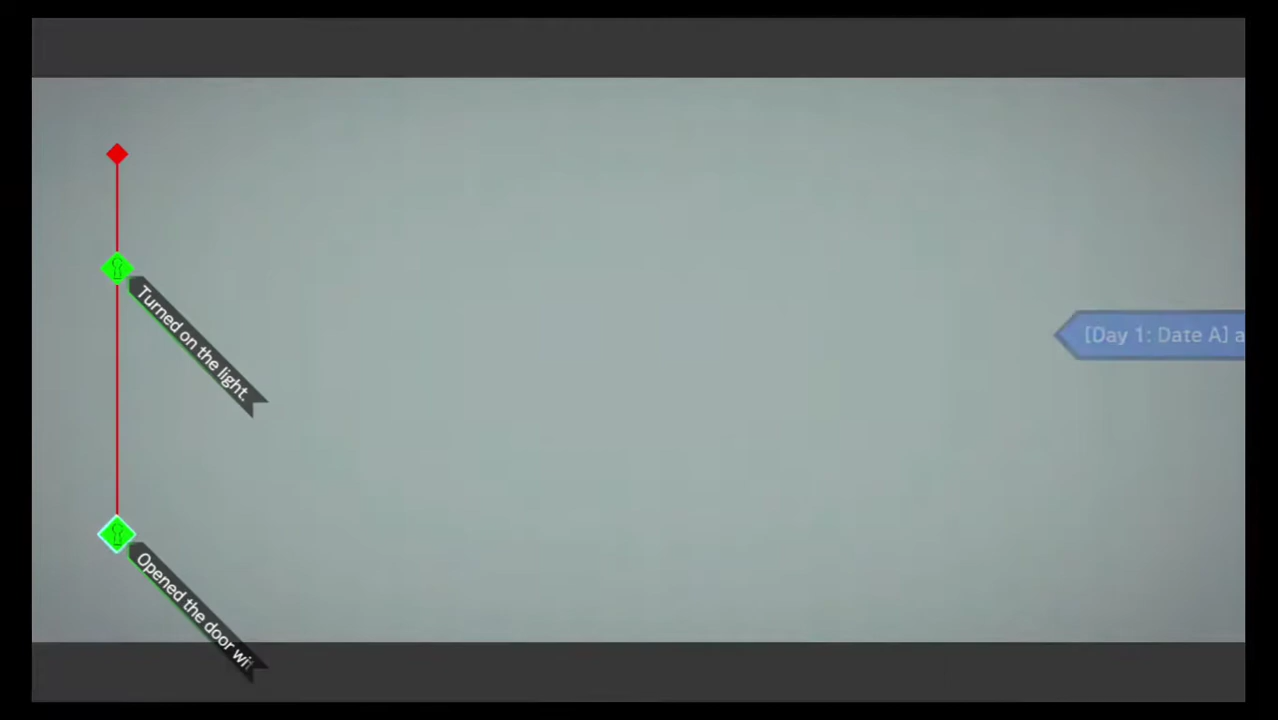 Turned on the light.
[Day 1: Date A] a
Opened the door wi